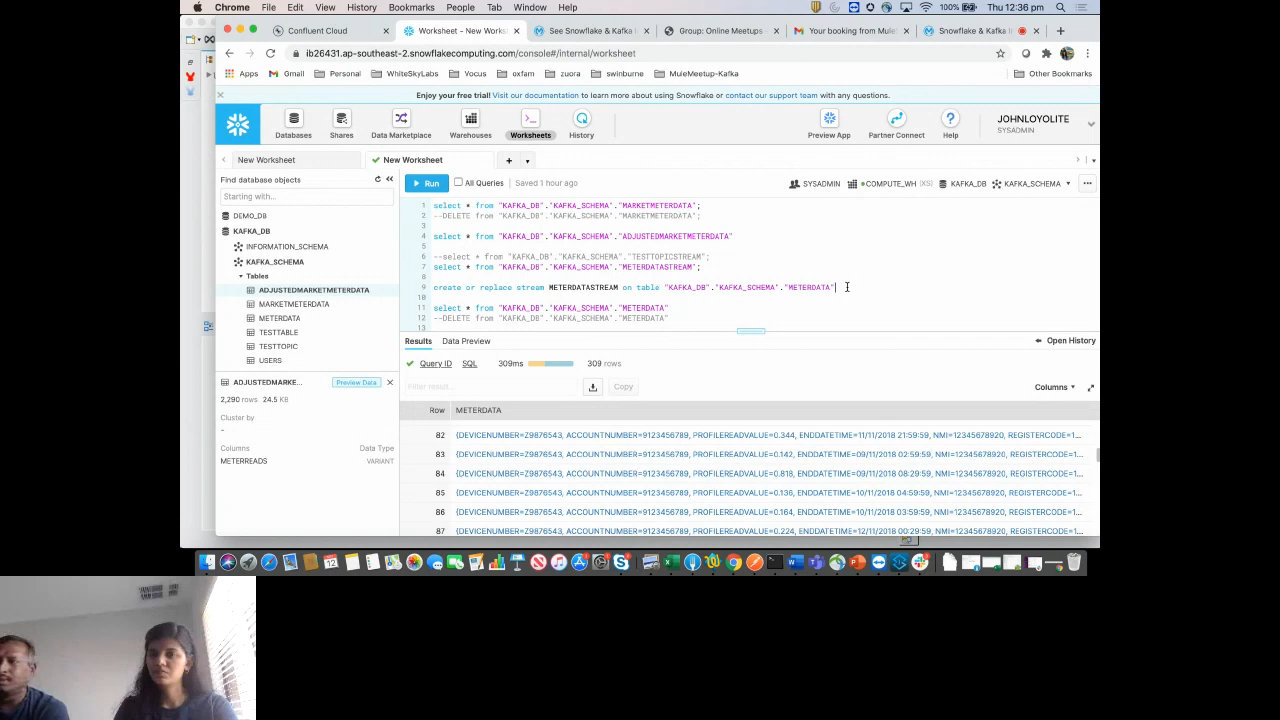 Chrome File Edit View History Bookmarks People Tab Window Help
100% Thu 12:36 pm
Confluent Cloud
Worksheet - New Works
See Snowflake & Kafka I
Group: Online Meetups -
Your booking from Mule
Snowflake & Kafka In
ib26431.ap-southeast-2.snowflakecomputing.com/console#/internal/worksheet
Apps Gmail Personal WhiteSkyLabs Vocus oxfam zuora swinburne MuleMeetup-Kafka Other Bookmarks
Enjoy your free trial! Visit our documentation to learn more about using Snowflake or contact our support team with any questions.
Databases Shares Data Marketplace Warehouses Worksheets History Preview App Partner Connect Help
JOHNLOYOLITE
SYSADMIN
New Worksheet
New Worksheet
Find database objects
Starting with...
DEMO_DB
KAFKA_DB
INFORMATION_SCHEMA
KAFKA_SCHEMA
Tables
ADJUSTEDMARKETMETERDATA
MARKETMETERDATA
METERDATA
TESTTABLE
TESTTOPIC
USERS
ADJUSTEDMARKE... Preview Data
2,290 rows 24.5 KB
Cluster by
-
Columns Data Type
METERREADS VARIANT
Run All Queries Saved 1 hour ago SYSADMIN COMPUTE_WH (XS) KAFKA_DB KAFKA_SCHEMA
1 select * from "KAFKA_DB"."KAFKA_SCHEMA"."MARKETMETERDATA";
2 --DELETE from "KAFKA_DB"."KAFKA_SCHEMA"."MARKETMETERDATA";
3
4 select * from "KAFKA_DB"."KAFKA_SCHEMA"."ADJUSTEDMARKETMETERDATA"
5
6 --select * from "KAFKA_DB"."KAFKA_SCHEMA"."TESTTOPICSTREAM";
7 select * from "KAFKA_DB"."KAFKA_SCHEMA"."METERDATASTREAM";
8
9 create or replace stream METERDATASTREAM on table "KAFKA_DB"."KAFKA_SCHEMA"."METERDATA"
10
11 select * from "KAFKA_DB"."KAFKA_SCHEMA"."METERDATA"
12 --DELETE from "KAFKA_DB"."KAFKA_SCHEMA"."METERDATA"
13
Results Data Preview Open History
Query ID SQL 309ms 309 rows
Filter result... Copy Columns
Row METERDATA
82 {DEVICENUMBER=Z9876543, ACCOUNTNUMBER=9123456789, PROFILEREADVALUE=0.344, ENDDATETIME=11/11/2018 21:59:59, NMI=12345678920, REGISTERCODE=1...
83 {DEVICENUMBER=Z9876543, ACCOUNTNUMBER=9123456789, PROFILEREADVALUE=0.142, ENDDATETIME=09/11/2018 02:59:59, NMI=12345678920, REGISTERCODE=1...
84 {DEVICENUMBER=Z9876543, ACCOUNTNUMBER=9123456789, PROFILEREADVALUE=0.818, ENDDATETIME=09/11/2018 08:29:59, NMI=12345678920, REGISTERCODE=1...
85 {DEVICENUMBER=Z9876543, ACCOUNTNUMBER=9123456789, PROFILEREADVALUE=0.136, ENDDATETIME=10/11/2018 04:59:59, NMI=12345678920, REGISTERCODE=1...
86 {DEVICENUMBER=Z9876543, ACCOUNTNUMBER=9123456789, PROFILEREADVALUE=0.164, ENDDATETIME=10/11/2018 03:59:59, NMI=12345678920, REGISTERCODE=1...
87 {DEVICENUMBER=Z9876543, ACCOUNTNUMBER=9123456789, PROFILEREADVALUE=0.224, ENDDATETIME=12/11/2018 00:29:59, NMI=12345678920, REGISTERCODE=1...